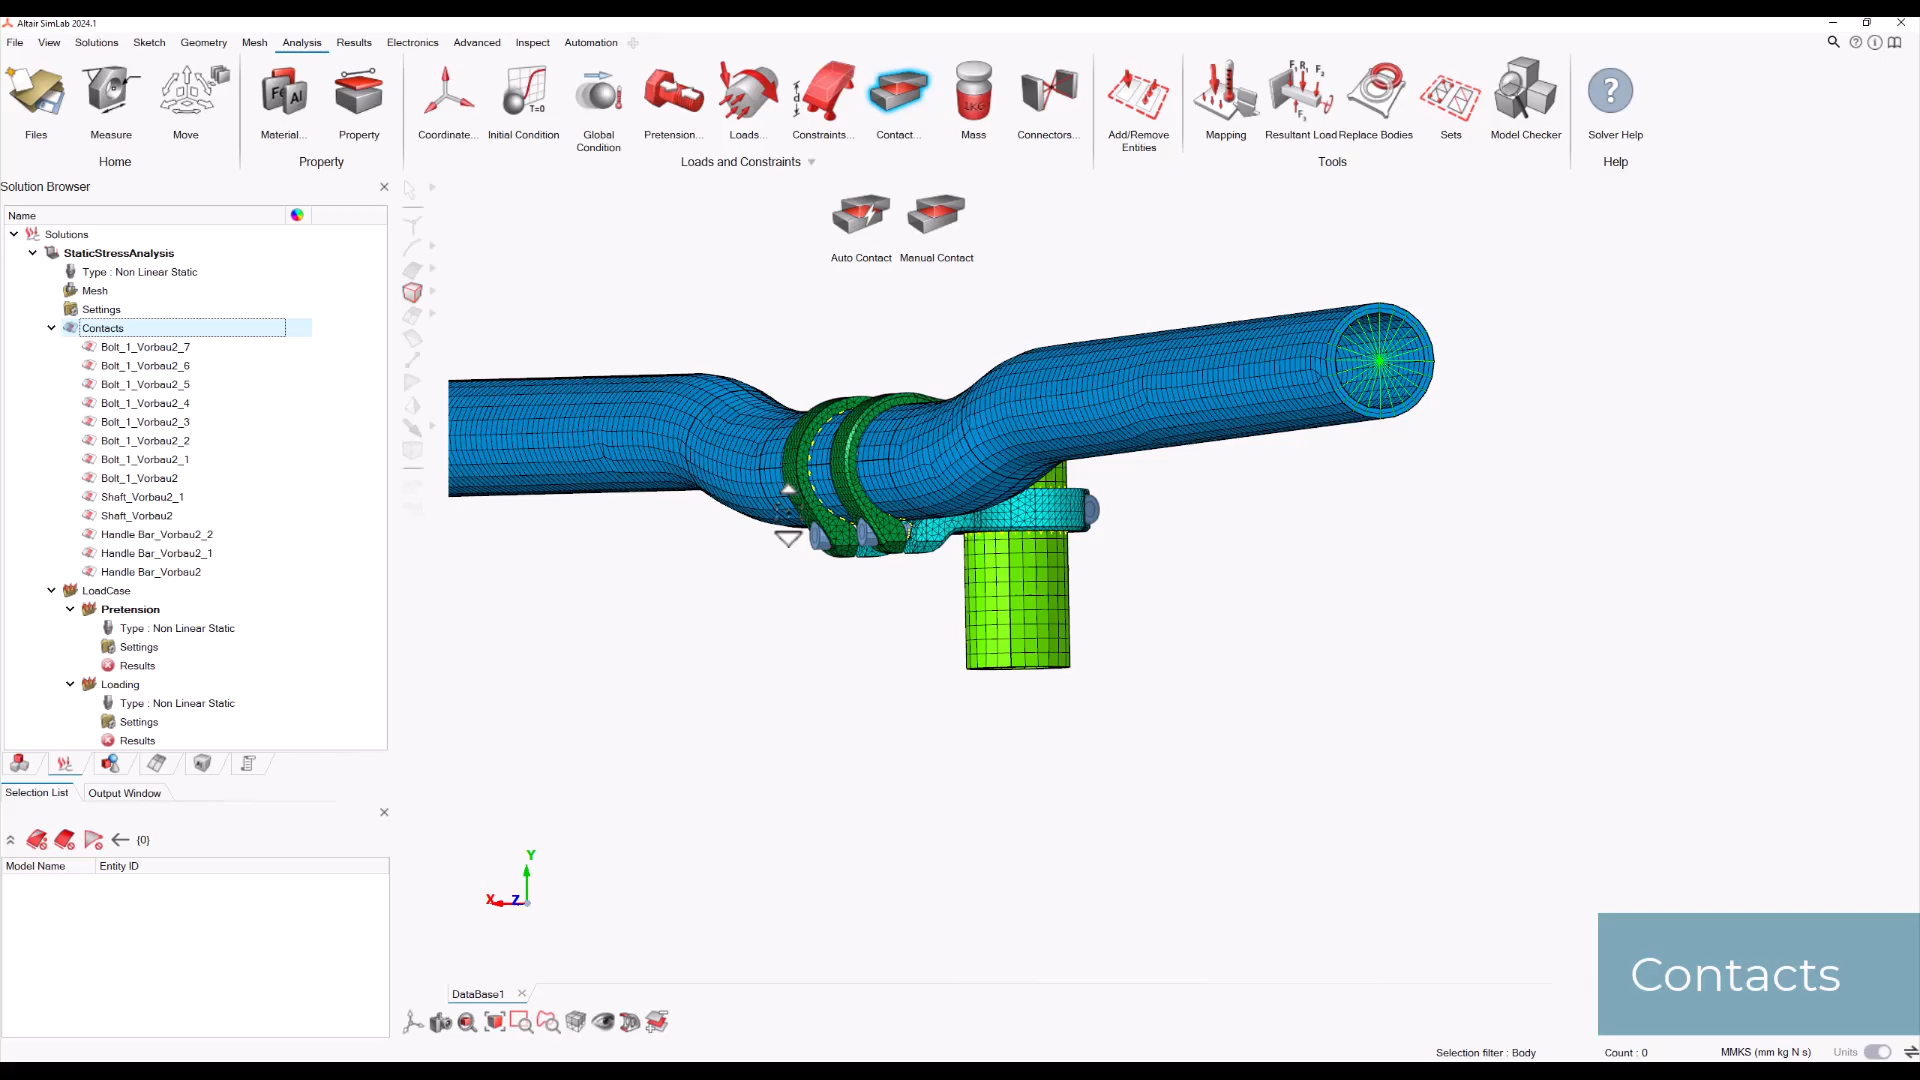 Altair SimLab 2024.1
File View Solutions Sketch Geometry Mesh Analysis Results Electronics Advanced Inspect Automation
Files Measure Move Material... Property Coordinate... Initial Condition Global Condition Pretension... Loads... Constraints... Contact... Mass Connectors... Add/Remove Entities Mapping Resultant Load Replace Bodies Sets Model Checker Solver Help
Home Property Loads and Constraints Tools Help
Solution Browser
Name
Auto Contact Manual Contact
Solutions
StaticStressAnalysis
Type : Non Linear Static
Mesh
Settings
Contacts
Bolt_1_Vorbau2_7
Bolt_1_Vorbau2_6
Bolt_1_Vorbau2_5
Bolt_1_Vorbau2_4
Bolt_1_Vorbau2_3
Bolt_1_Vorbau2_2
Bolt_1_Vorbau2_1
Bolt_1_Vorbau2
Shaft_Vorbau2_1
Shaft_Vorbau2
Handle Bar_Vorbau2_2
Handle Bar_Vorbau2_1
Handle Bar_Vorbau2
LoadCase
Pretension
Type : Non Linear Static
Settings
Results
Loading
Type : Non Linear Static
Settings
Results
Selection List Output Window
{0}
Model Name Entity ID
Y
X Z
DataBase1
Contacts
Selection filter : Body Count : 0 MMKS (mm kg N s) Units